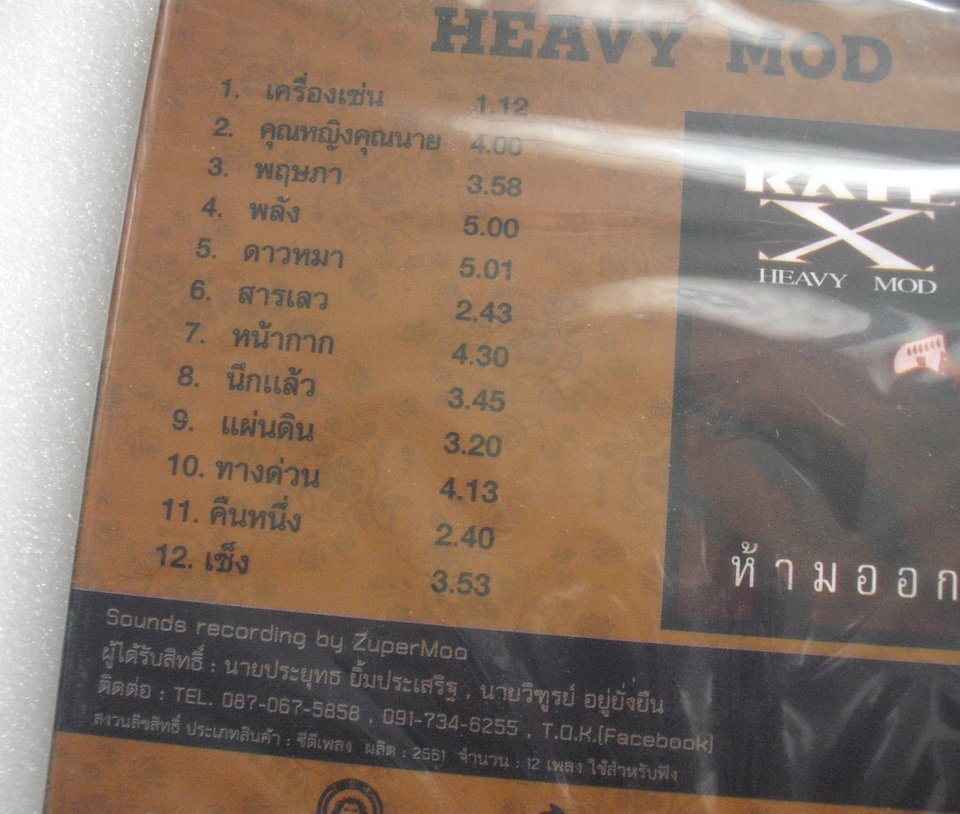 HEAVY MOD
1. เครื่องเซ่น 1.12
2. คุณหญิงคุณนาย 4.00
3. พฤษภา 3.58
4. พลัง 5.00
5. ดาวหมา 5.01
6. สารเลว 2.43
7. หน้ากาก 4.30
8. นึกแล้ว 3.45
9. แผ่นดิน 3.20
10. ทางด่วน 4.13
11. คืนหนึ่ง 2.40
12. เช็ง 3.53
X
HEAVY MOD
ห้ามออก
Sounds recording by ZuperMoo
ผู้ได้รับสิทธิ์ : นายประยุทธ ยิ้มประเสริฐ , นายวิฑูรย์ อยู่ยั่งยืน
ติดต่อ : TEL. 087-067-5858 , 091-734-6255 , T.O.K.(Facebook)
สงวนลิขสิทธิ์ ประเภทสินค้า : ซีดีเพลง ผลิต : 2561 จำนวน : 12 เพลง ใช้สำหรับฟัง